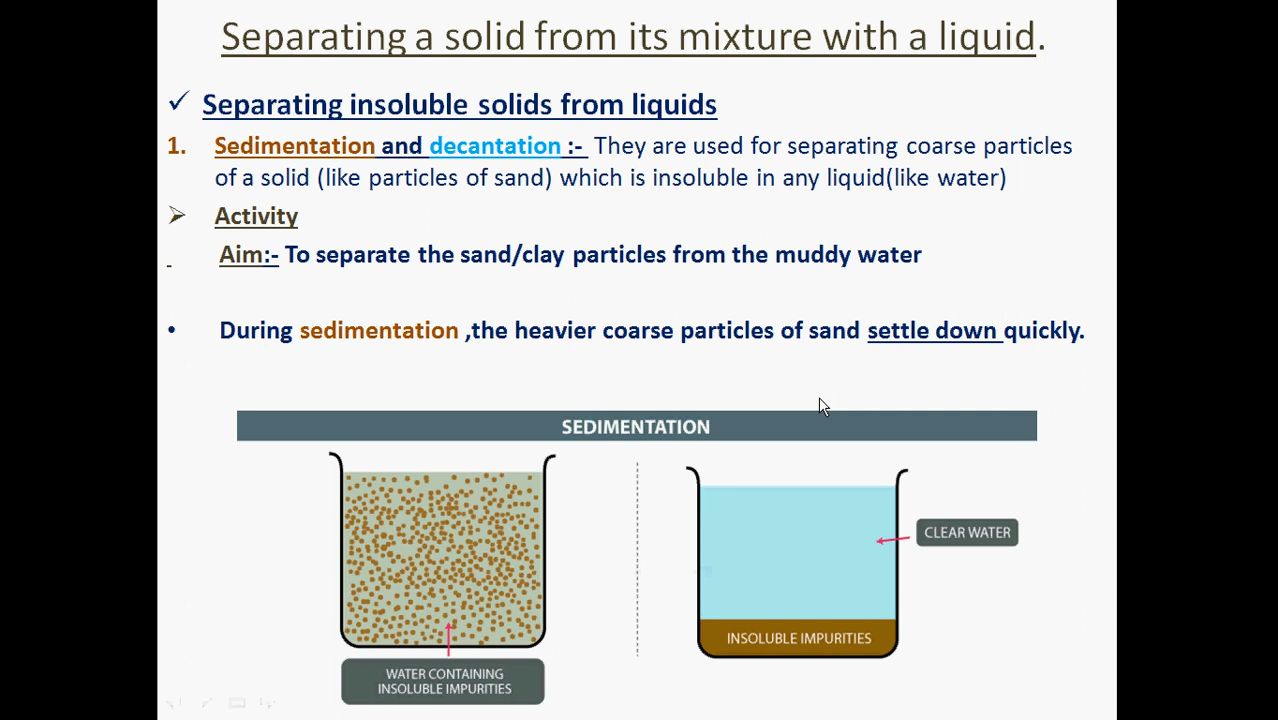 Separating a solid from its mixture with a liquid.
✓ Separating insoluble solids from liquids
1. Sedimentation and decantation :- They are used for separating coarse particles
of a solid (like particles of sand) which is insoluble in any liquid(like water)
➢ Activity
Aim:- To separate the sand/clay particles from the muddy water
• During sedimentation ,the heavier coarse particles of sand settle down quickly.
SEDIMENTATION
CLEAR WATER
INSOLUBLE IMPURITIES
WATER CONTAINING
INSOLUBLE IMPURITIES